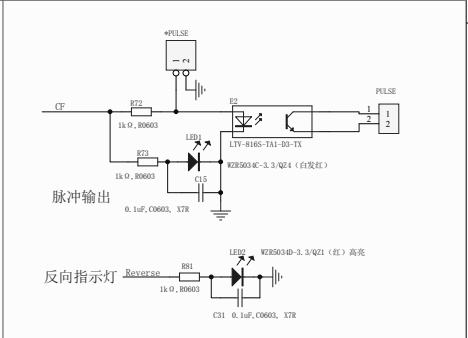 *PULSE
1 2
CF
R72
1kΩ,R0603
E2
LTV-816S-TA1-D3-TX
PULSE
1 1
2 2
R73
1kΩ,R0603
LED1
WZR5034C-3.3/QZ4（白发红）
C15
0.1uF,C0603, X7R
脉冲输出
反向指示灯
Reverse
R81
1kΩ,R0603
LED2
WZR5034D-3.3/QZ1（红）高亮
C31 0.1uF,C0603, X7R